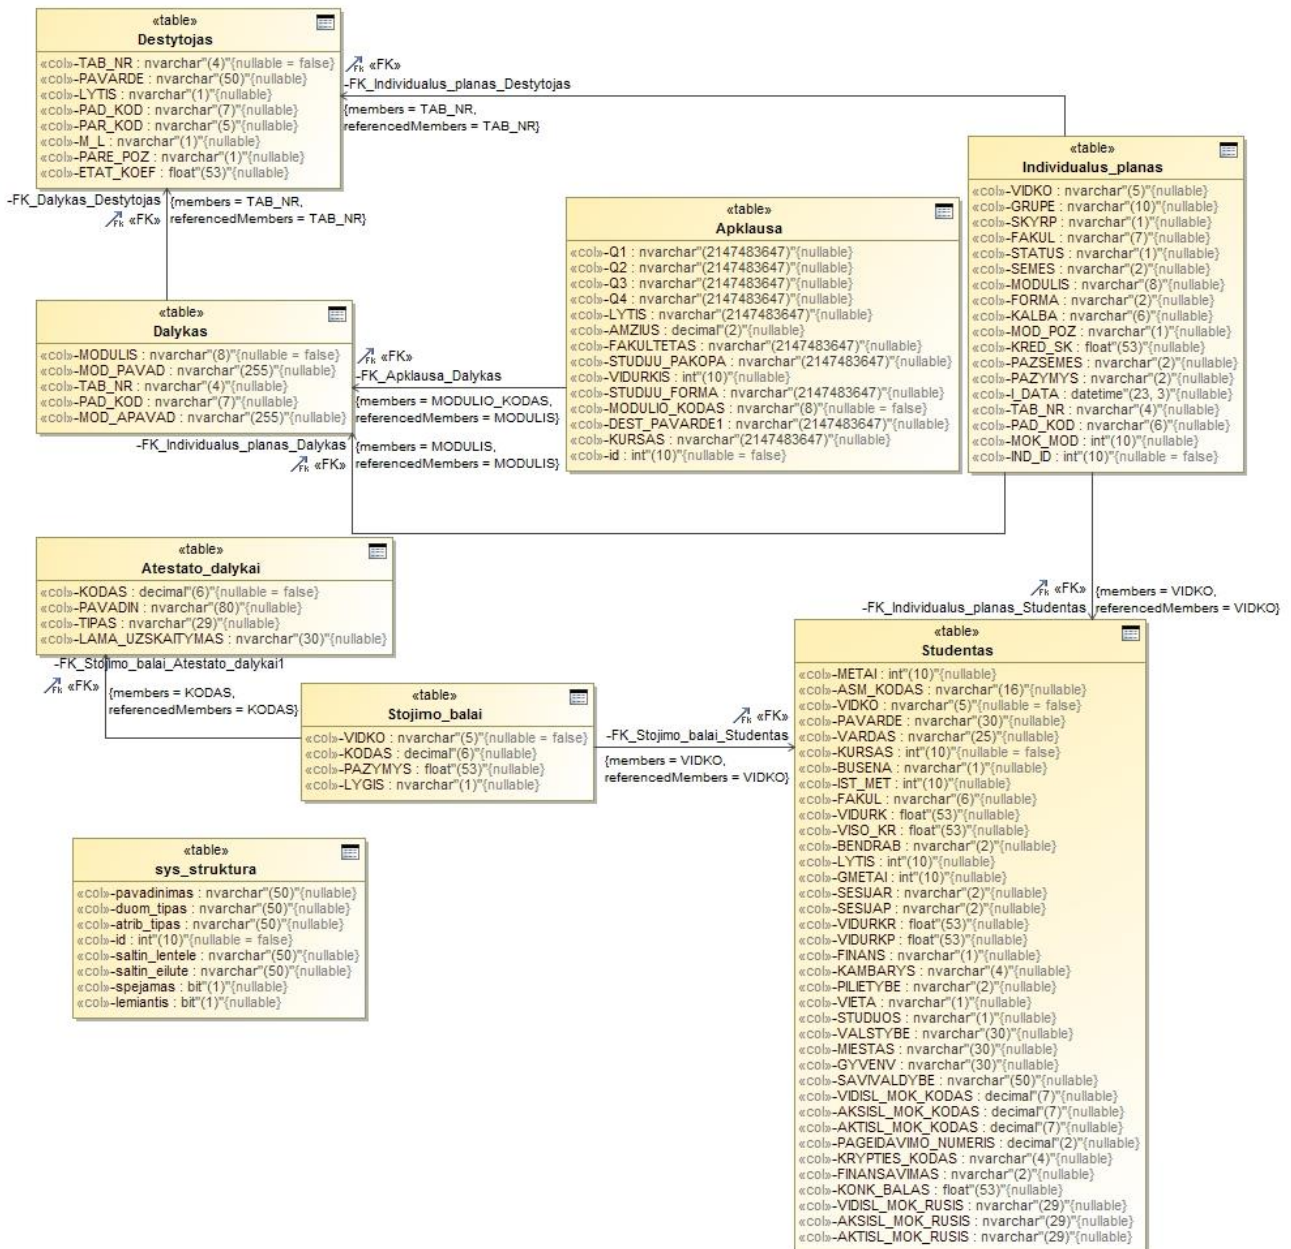 «table»
Destytojas
«col»-TAB_NR : nvarchar"(4)"{nullable = false}
«col»-PAVARDE : nvarchar"(50)"{nullable}
«col»-LYTIS : nvarchar"(1)"{nullable}
«col»-PAD_KOD : nvarchar"(7)"{nullable}
«col»-PAR_KOD : nvarchar"(5)"{nullable}
«col»-M_L : nvarchar"(1)"{nullable}
«col»-PARE_POZ : nvarchar"(1)"{nullable}
«col»-ETAT_KOEF : float"(53)"{nullable}
Fk «FK»
-FK_Individualus_planas_Destytojas
{members = TAB_NR,
referencedMembers = TAB_NR}
-FK_Dalykas_Destytojas
Fk «FK»
{members = TAB_NR,
referencedMembers = TAB_NR}
«table»
Individualus_planas
«col»-VIDKO : nvarchar"(5)"{nullable}
«col»-GRUPE : nvarchar"(10)"{nullable}
«col»-SKYRP : nvarchar"(1)"{nullable}
«col»-FAKUL : nvarchar"(7)"{nullable}
«col»-STATUS : nvarchar"(1)"{nullable}
«col»-SEMES : nvarchar"(2)"{nullable}
«col»-MODULIS : nvarchar"(8)"{nullable}
«col»-FORMA : nvarchar"(2)"{nullable}
«col»-KALBA : nvarchar"(6)"{nullable}
«col»-MOD_POZ : nvarchar"(1)"{nullable}
«col»-KRED_SK : float"(53)"{nullable}
«col»-PAZSEMES : nvarchar"(2)"{nullable}
«col»-PAZYMYS : nvarchar"(2)"{nullable}
«col»-I_DATA : datetime"(23, 3)"{nullable}
«col»-TAB_NR : nvarchar"(4)"{nullable}
«col»-PAD_KOD : nvarchar"(6)"{nullable}
«col»-MOK_MOD : int"(10)"{nullable}
«col»-IND_ID : int"(10)"{nullable = false}
«table»
Apklausa
«col»-Q1 : nvarchar"(2147483647)"{nullable}
«col»-Q2 : nvarchar"(2147483647)"{nullable}
«col»-Q3 : nvarchar"(2147483647)"{nullable}
«col»-Q4 : nvarchar"(2147483647)"{nullable}
«col»-LYTIS : nvarchar"(2147483647)"{nullable}
«col»-AMZIUS : decimal"(2)"{nullable}
«col»-FAKULTETAS : nvarchar"(2147483647)"{nullable}
«col»-STUDIJU_PAKOPA : nvarchar"(2147483647)"{nullable}
«col»-VIDURKIS : int"(10)"{nullable}
«col»-STUDIJU_FORMA : nvarchar"(2147483647)"{nullable}
«col»-MODULIO_KODAS : nvarchar"(8)"{nullable = false}
«col»-DEST_PAVARDE1 : nvarchar"(2147483647)"{nullable}
«col»-KURSAS : nvarchar"(2147483647)"{nullable}
«col»-id : int"(10)"{nullable = false}
«table»
Dalykas
«col»-MODULIS : nvarchar"(8)"{nullable = false}
«col»-MOD_PAVAD : nvarchar"(255)"{nullable}
«col»-TAB_NR : nvarchar"(4)"{nullable}
«col»-PAD_KOD : nvarchar"(7)"{nullable}
«col»-MOD_APAVAD : nvarchar"(255)"{nullable}
Fk «FK»
-FK_Apklausa_Dalykas
{members = MODULIO_KODAS,
referencedMembers = MODULIS}
-FK_Individualus_planas_Dalykas
Fk «FK»
{members = MODULIS,
referencedMembers = MODULIS}
«table»
Atestato_dalykai
«col»-KODAS : decimal"(6)"{nullable = false}
«col»-PAVADIN : nvarchar"(80)"{nullable}
«col»-TIPAS : nvarchar"(29)"{nullable}
«col»-LAMA_UZSKAITYMAS : nvarchar"(30)"{nullable}
-FK_Stojimo_balai_Atestato_dalykai1
Fk «FK»
{members = KODAS,
referencedMembers = KODAS}
«table»
Stojimo_balai
«col»-VIDKO : nvarchar"(5)"{nullable = false}
«col»-KODAS : decimal"(6)"{nullable}
«col»-PAZYMYS : float"(53)"{nullable}
«col»-LYGIS : nvarchar"(1)"{nullable}
Fk «FK»
-FK_Stojimo_balai_Studentas
{members = VIDKO,
referencedMembers = VIDKO}
Fk «FK»
-FK_Individualus_planas_Studentas
{members = VIDKO,
referencedMembers = VIDKO}
«table»
Studentas
«col»-METAI : int"(10)"{nullable}
«col»-ASM_KODAS : nvarchar"(16)"{nullable}
«col»-VIDKO : nvarchar"(5)"{nullable = false}
«col»-PAVARDE : nvarchar"(30)"{nullable}
«col»-VARDAS : nvarchar"(25)"{nullable}
«col»-KURSAS : int"(10)"{nullable = false}
«col»-BUSENA : nvarchar"(1)"{nullable}
«col»-IST_MET : int"(10)"{nullable}
«col»-FAKUL : nvarchar"(6)"{nullable}
«col»-VIDURK : float"(53)"{nullable}
«col»-VISO_KR : float"(53)"{nullable}
«col»-BENDRAB : nvarchar"(2)"{nullable}
«col»-LYTIS : int"(10)"{nullable}
«col»-GMETAI : int"(10)"{nullable}
«col»-SESIJAR : nvarchar"(2)"{nullable}
«col»-SESIJAP : nvarchar"(2)"{nullable}
«col»-VIDURKR : float"(53)"{nullable}
«col»-VIDURKP : float"(53)"{nullable}
«col»-FINANS : nvarchar"(1)"{nullable}
«col»-KAMBARYS : nvarchar"(4)"{nullable}
«col»-PILIETYBE : nvarchar"(2)"{nullable}
«col»-VIETA : nvarchar"(1)"{nullable}
«col»-STUDIJOS : nvarchar"(1)"{nullable}
«col»-VALSTYBE : nvarchar"(30)"{nullable}
«col»-MIESTAS : nvarchar"(30)"{nullable}
«col»-GYVENV : nvarchar"(30)"{nullable}
«col»-SAVIVALDYBE : nvarchar"(50)"{nullable}
«col»-VIDISL_MOK_KODAS : decimal"(7)"{nullable}
«col»-AKSISL_MOK_KODAS : decimal"(7)"{nullable}
«col»-AKTISL_MOK_KODAS : decimal"(7)"{nullable}
«col»-PAGEIDAVIMO_NUMERIS : decimal"(2)"{nullable}
«col»-KRYPTIES_KODAS : nvarchar"(4)"{nullable}
«col»-FINANSAVIMAS : nvarchar"(2)"{nullable}
«col»-KONK_BALAS : float"(53)"{nullable}
«col»-VIDISL_MOK_RUSIS : nvarchar"(29)"{nullable}
«col»-AKSISL_MOK_RUSIS : nvarchar"(29)"{nullable}
«col»-AKTISL_MOK_RUSIS : nvarchar"(29)"{nullable}
«table»
sys_struktura
«col»-pavadinimas : nvarchar"(50)"{nullable}
«col»-duom_tipas : nvarchar"(50)"{nullable}
«col»-atrib_tipas : nvarchar"(50)"{nullable}
«col»-id : int"(10)"{nullable = false}
«col»-saltin_lentele : nvarchar"(50)"{nullable}
«col»-saltin_eilute : nvarchar"(50)"{nullable}
«col»-spejamas : bit"(1)"{nullable}
«col»-lemiantis : bit"(1)"{nullable}